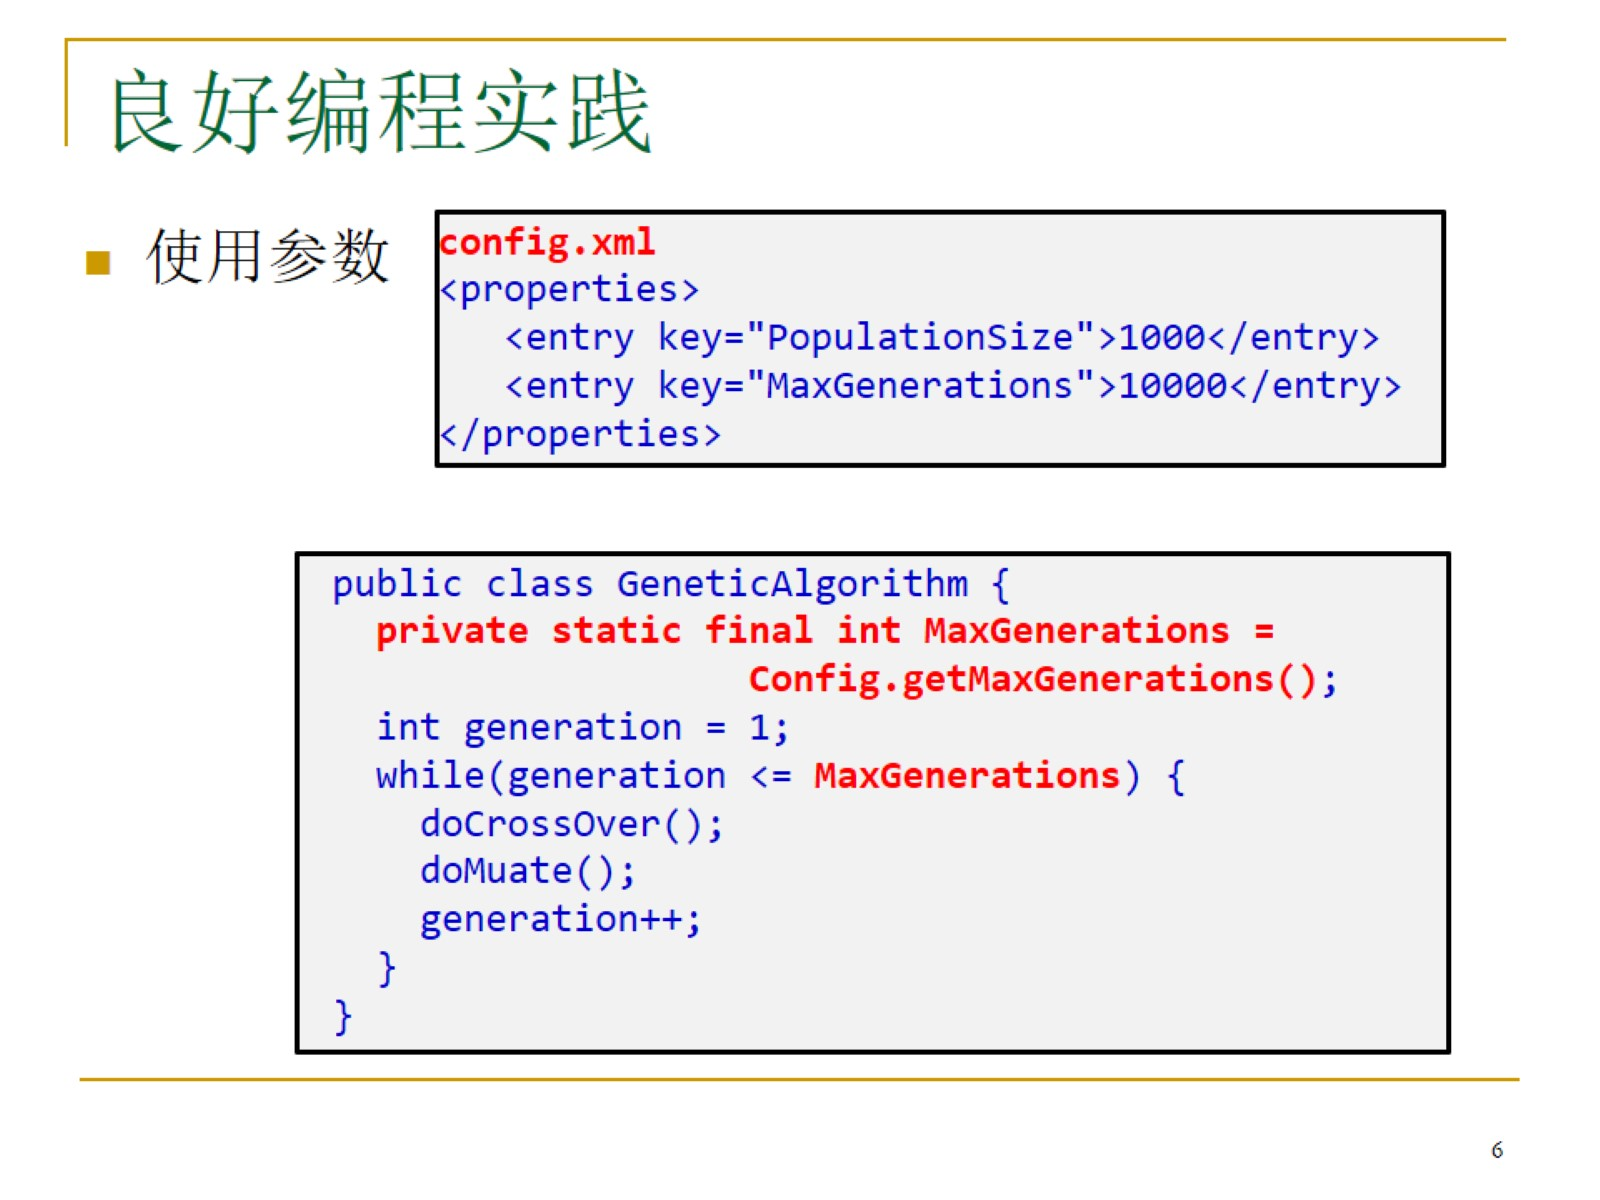 良好编程实践
使用参数
config.xml
<properties>
   <entry key="PopulationSize">1000</entry>
   <entry key="MaxGenerations">10000</entry>
</properties>
public class GeneticAlgorithm {
  private static final int MaxGenerations =
                   Config.getMaxGenerations();
  int generation = 1;
  while(generation <= MaxGenerations) {
    doCrossOver();
    doMuate();
    generation++;
  }
}
6